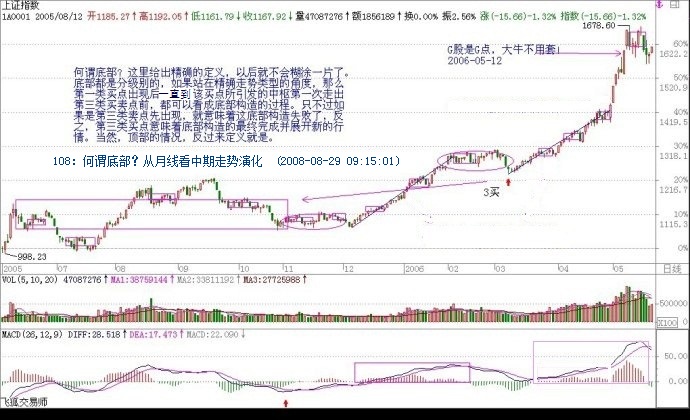 上证指数
1A0001 2005/08/12 开1185.27↑高1192.05↑低1161.79↓收1167.92↓量47087276↑额1856189↑换0.00% 振2.56% 涨(-15.66)-1.32% 指数(-15.66)-1.32%
1678.60
60%
G股是G点，大牛不用套!
2006-05-12
1622.2
何谓底部？这里给出精确的定义，以后就不会糊涂一片了。
底部都是分级别的，如果站在精确走势类型的角度，那么
第一类买点出现后一直到该买点所引发的中枢第一次走出
第三类买卖点前，都可以看成底部构造的过程。只不过如
果是第三类卖点先出现，就意味着这底部构造失败了，反
之，第三类买点意味着底部构造的最终完成并展开新的行
情。当然，顶部的情况，反过来定义就是。
50%
40%
1419.4
30%
108：何谓底部？从月线看中期走势演化 （2008-08-29 09:15:01）
20%
1216.7
3买
10%
1115.3
998.23
0%
2005 07 08 09 10 11 12 2006 02 03 04 05 日线
VOL(5,10,20) 47087276↑ MA1:38759144↑ MA2:33811192↑ MA3:27725988↑
500000
X100
MACD(26,12,9) DIFF:28.518↑ DEA:17.473↑ MACD:22.090↓
50.00
25.00
0.00
飞狐交易师